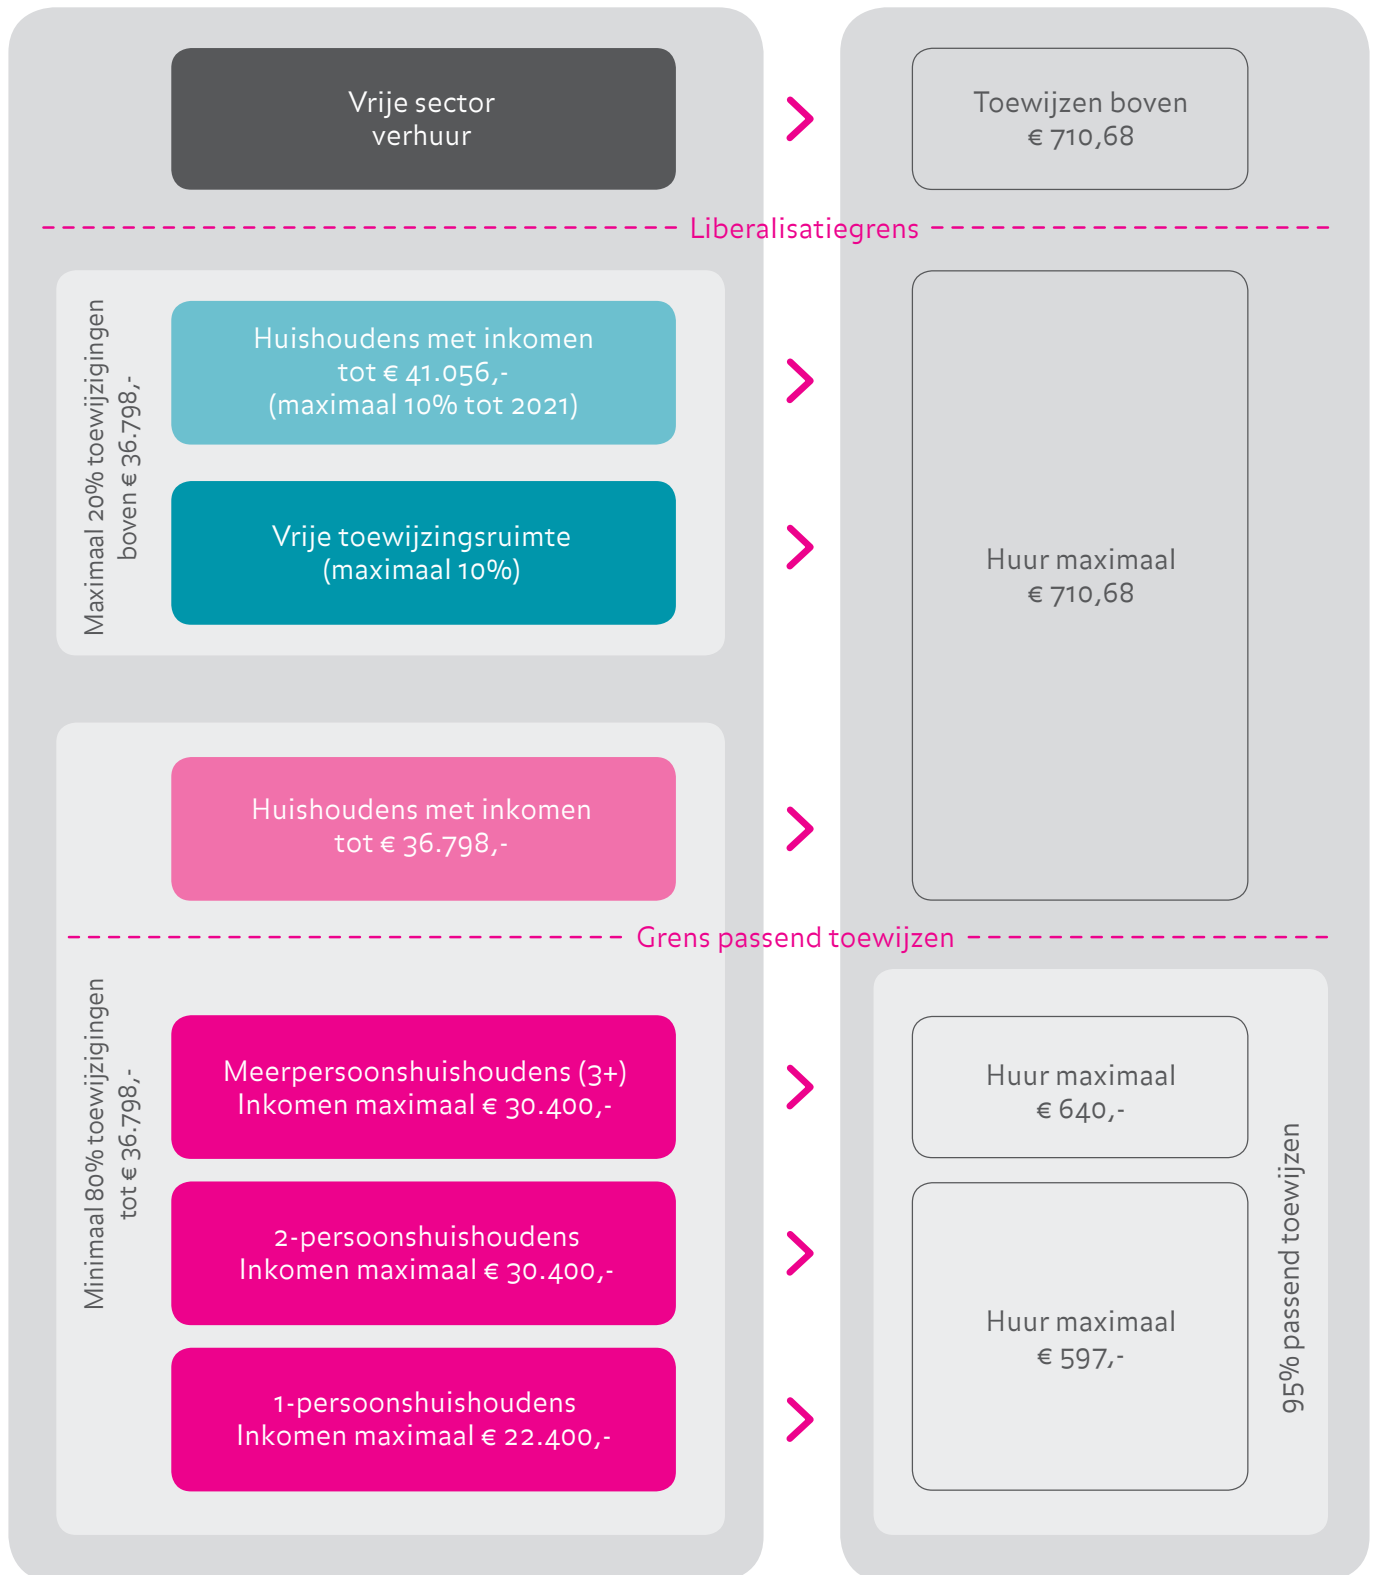 Vrije sector
verhuur
Toewijzen boven
€ 710,68
Liberalisatiegrens
Maximaal 20% toewijzigingen
boven € 36.798,-
Huishoudens met inkomen
tot € 41.056,-
(maximaal 10% tot 2021)
Vrije toewijzingsruimte
(maximaal 10%)
Huur maximaal
€ 710,68
Huishoudens met inkomen
tot € 36.798,-
Grens passend toewijzen
Minimaal 80% toewijzigingen
tot € 36.798,-
Meerpersoonshuishoudens (3+)
Inkomen maximaal € 30.400,-
Huur maximaal
€ 640,-
2-persoonshuishoudens
Inkomen maximaal € 30.400,-
Huur maximaal
€ 597,-
1-persoonshuishoudens
Inkomen maximaal € 22.400,-
95% passend toewijzen